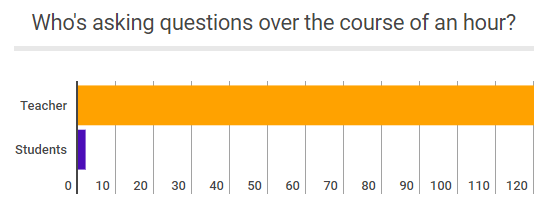 Who's asking questions over the course of an hour?
Teacher
Students
0 10 20 30 40 50 60 70 80 90 100 110 120